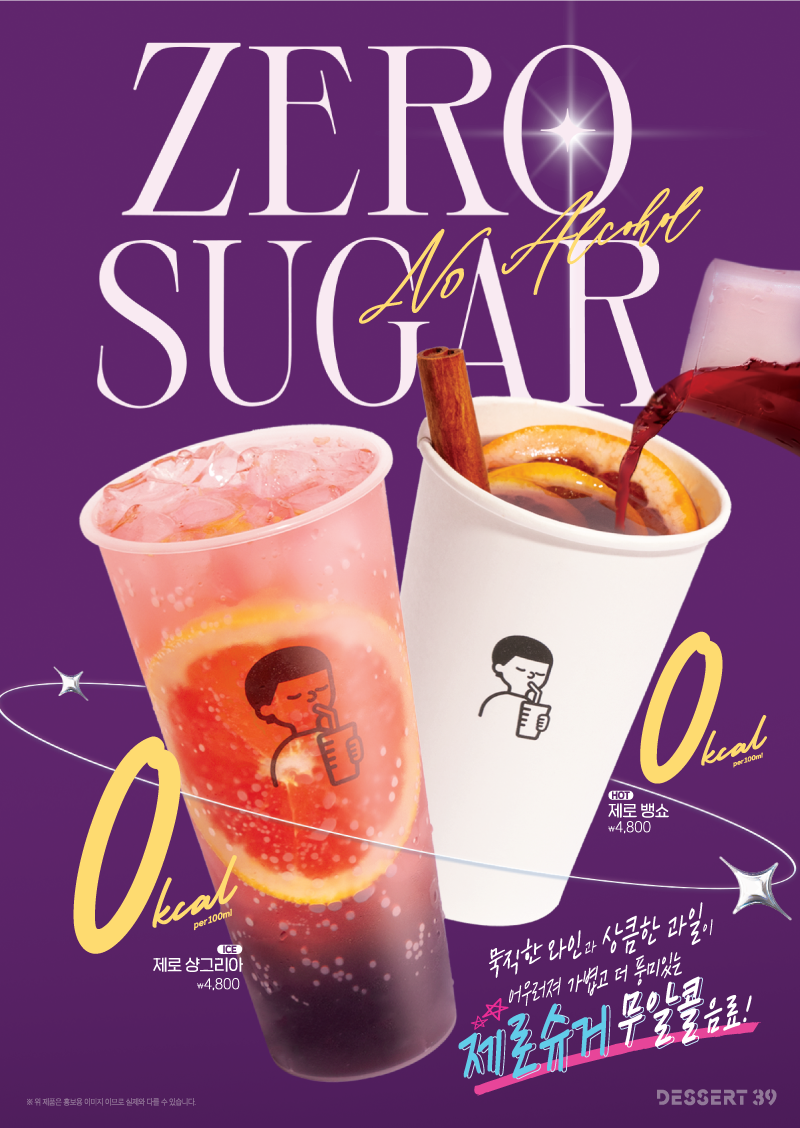 ZERO
SUGAR
No Alcohol
0kcal
per100ml
HOT
제로 뱅쇼
₩4,800
0kcal
per100ml
ICE
제로 샹그리아
₩4,800
묵직한 와인과 상큼한 과일이
어우러져 가볍고 더 풍미있는
제로슈거 무알콜음료!
※ 위 제품은 홍보용 이미지 이므로 실제와 다를 수 있습니다.
DESSERT 39